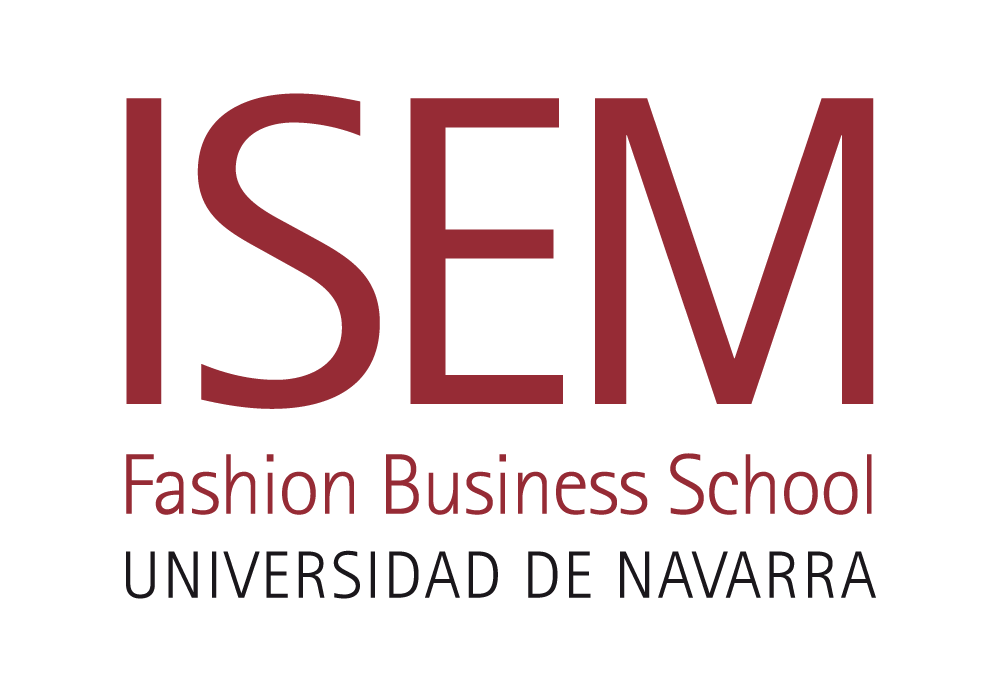 ISEM
Fashion Business School
UNIVERSIDAD DE NAVARRA